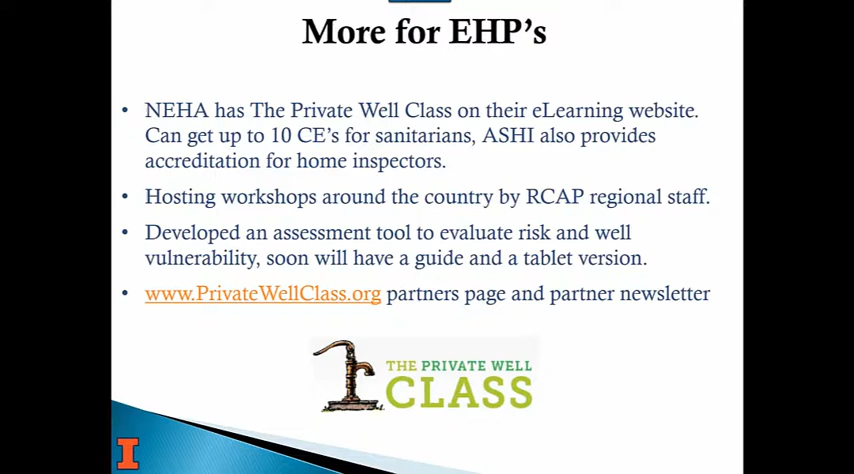 More for EHP's
• NEHA has The Private Well Class on their eLearning website.
Can get up to 10 CE's for sanitarians, ASHI also provides
accreditation for home inspectors.
• Hosting workshops around the country by RCAP regional staff.
• Developed an assessment tool to evaluate risk and well
vulnerability, soon will have a guide and a tablet version.
• www.PrivateWellClass.org partners page and partner newsletter
THE PRIVATE WELL
CLASS
I